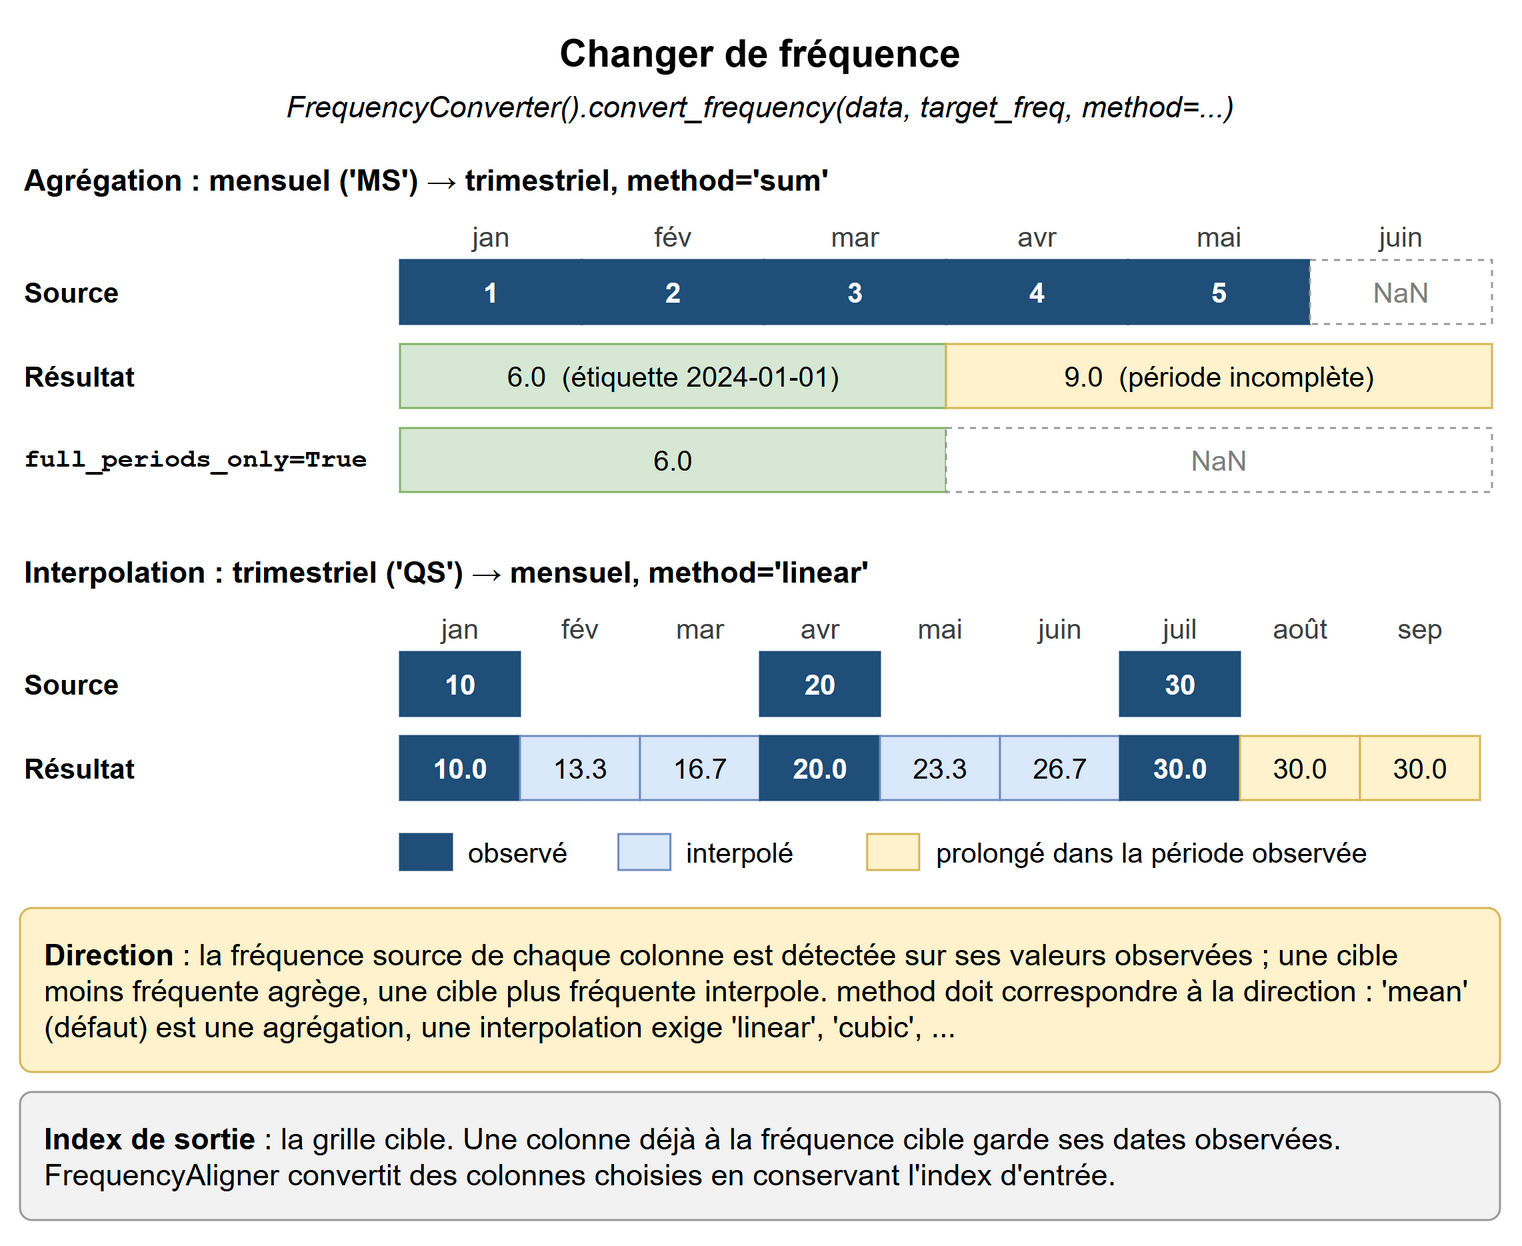 Changer de fréquence
FrequencyConverter().convert_frequency(data, target_freq, method=...)
Agrégation : mensuel ('MS') → trimestriel, method='sum'
jan fév mar avr mai juin
Source 1 2 3 4 5 NaN
Résultat 6.0 (étiquette 2024-01-01) 9.0 (période incomplète)
full_periods_only=True 6.0 NaN
Interpolation : trimestriel ('QS') → mensuel, method='linear'
jan fév mar avr mai juin juil août sep
Source 10 20 30
Résultat 10.0 13.3 16.7 20.0 23.3 26.7 30.0 30.0 30.0
observé interpolé prolongé dans la période observée
Direction : la fréquence source de chaque colonne est détectée sur ses valeurs observées ; une cible
moins fréquente agrège, une cible plus fréquente interpole. method doit correspondre à la direction : 'mean'
(défaut) est une agrégation, une interpolation exige 'linear', 'cubic', ...
Index de sortie : la grille cible. Une colonne déjà à la fréquence cible garde ses dates observées.
FrequencyAligner convertit des colonnes choisies en conservant l'index d'entrée.